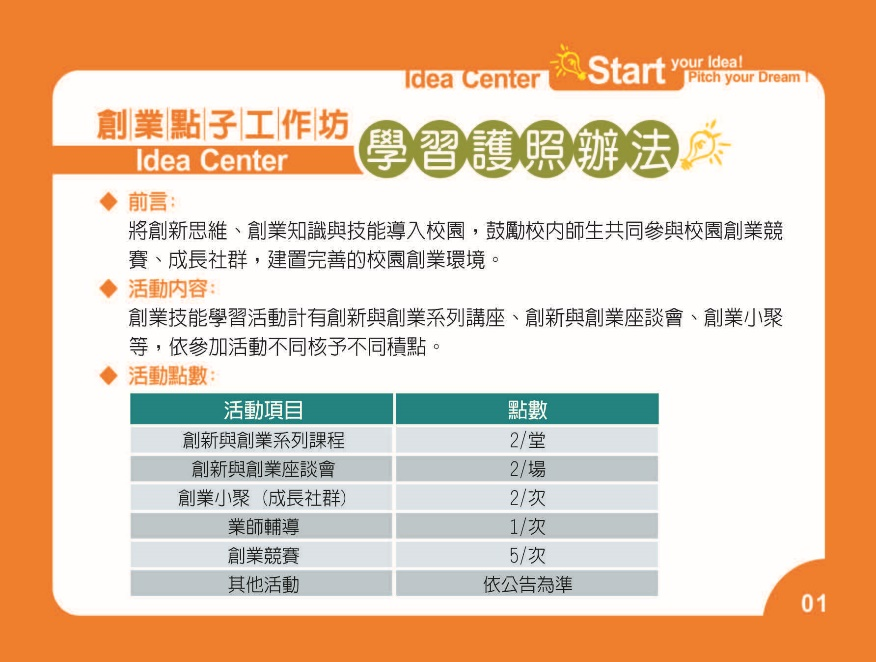 Idea Center Start your Idea! Pitch your Dream !
創業點子工作坊
Idea Center
學習護照辦法
◆ 前言:
將創新思維、創業知識與技能導入校園，鼓勵校內師生共同參與校園創業競
賽、成長社群，建置完善的校園創業環境。
◆ 活動內容:
創業技能學習活動計有創新與創業系列講座、創新與創業座談會、創業小聚
等，依參加活動不同核予不同積點。
◆ 活動點數:
活動項目 點數
創新與創業系列課程 2/堂
創新與創業座談會 2/場
創業小聚（成長社群） 2/次
業師輔導 1/次
創業競賽 5/次
其他活動 依公告為準
01